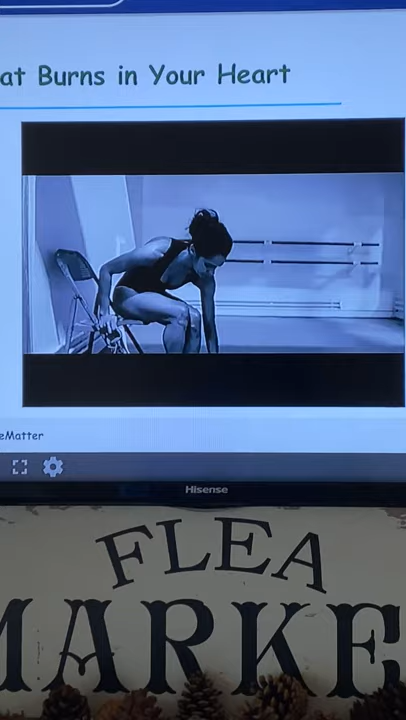 at Burns in Your Heart
eMatter
Hisense
FLEA
MARKE